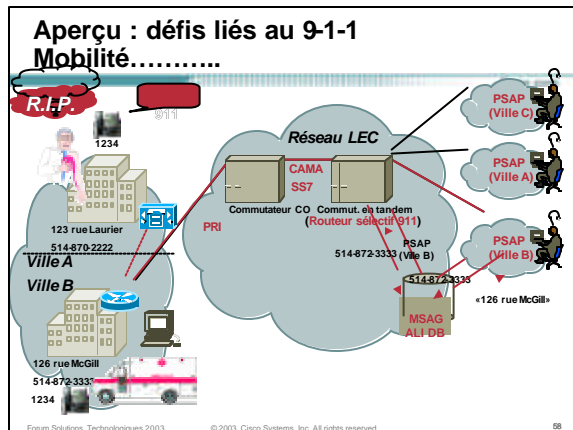 Aperçu : défis liés au 9-1-1
Mobilité………..
R.I.P.
911
1234
Réseau LEC
PSAP
(Ville C)
PSAP
(Ville A)
PSAP
(Ville B)
CAMA
SS7
Commutateur CO
Commut. en tandem
(Routeur sélectif 911)
PRI
123 rue Laurier
514-870-2222
Ville A
Ville B
514-872-3333
PSAP
(Ville B)
514-872-3333
«126 rue McGill»
MSAG
ALI DB
126 rue McGill
514-872-3333
1234
Forum Solutions Technologiques 2003
© 2003, Cisco Systems, Inc. All rights reserved.
58